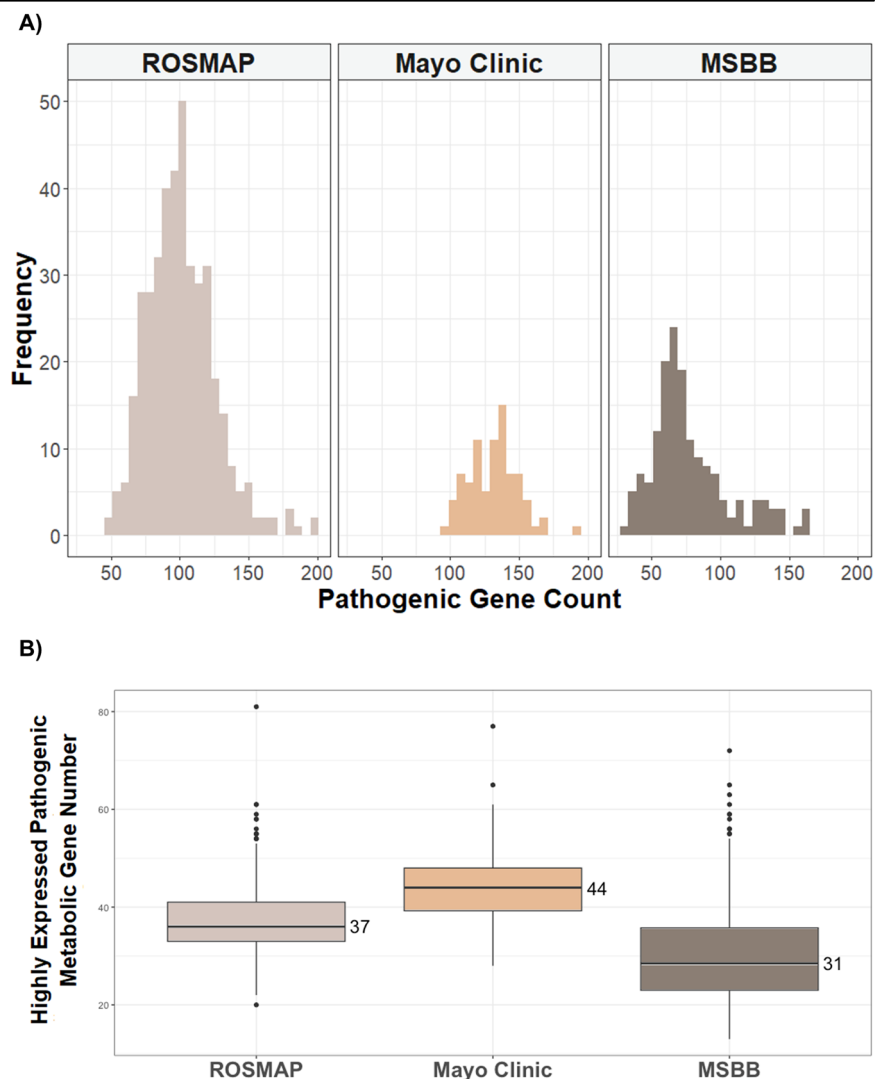 A)
ROSMAP Mayo Clinic MSBB
Frequency
50
40
30
20
10
0
50 100 150 200 50 100 150 200 50 100 150 200
Pathogenic Gene Count
B)
Highly Expressed Pathogenic
Metabolic Gene Number
80
60
40
20
37
44
31
ROSMAP Mayo Clinic MSBB